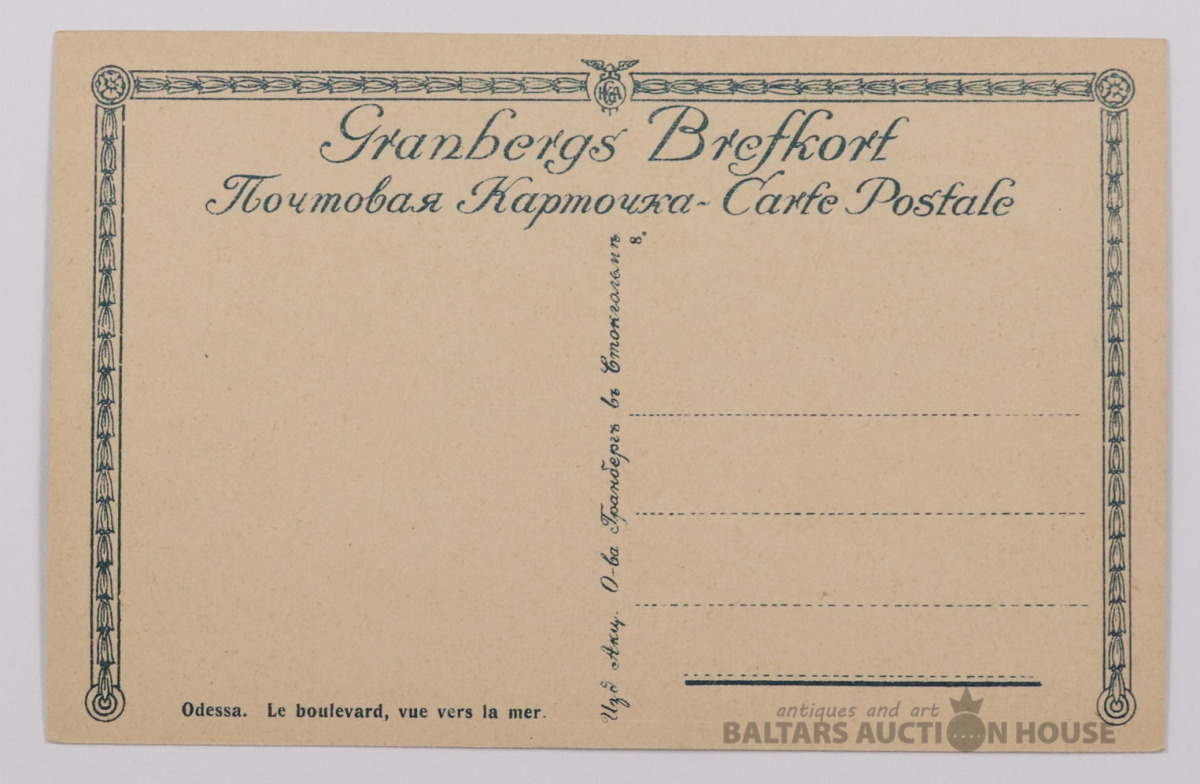 Granbergs Brefkort
Почтовая Карточка - Carte Postale
8.
Изд Акц. О-ва Гранбергъ въ Стокгольмѣ
Odessa. Le boulevard, vue vers la mer.
antiques and art
BALTARS AUCTION HOUSE